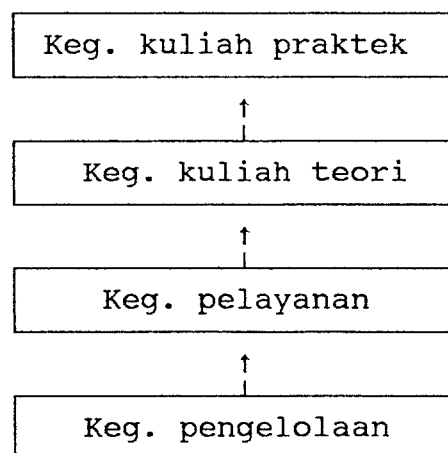 Keg. kuliah praktek
↑
Keg. kuliah teori
↑
Keg. pelayanan
↑
Keg. pengelolaan